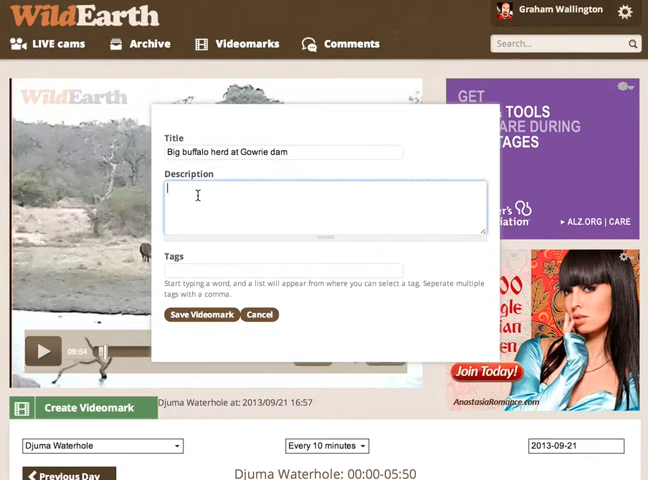 WildEarth
Graham Wallington
LIVE cams
Archive
Videomarks
Comments
Search...
WildEarth
GET
& TOOLS
ARE DURING
TAGES
ALZ.ORG | CARE
Title
Big buffalo herd at Gowrie dam
Description
Tags
Start typing a word, and a list will appear from where you can select a tag. Seperate multiple
tags with a comma.
Save Videomark
Cancel
09:54
Join Today!
AnastasiaRomance.com
Create Videomark
Djuma Waterhole at: 2013/09/21 16:57
Djuma Waterhole
Every 10 minutes
2013-09-21
Previous Day
Djuma Waterhole: 00:00-05:50